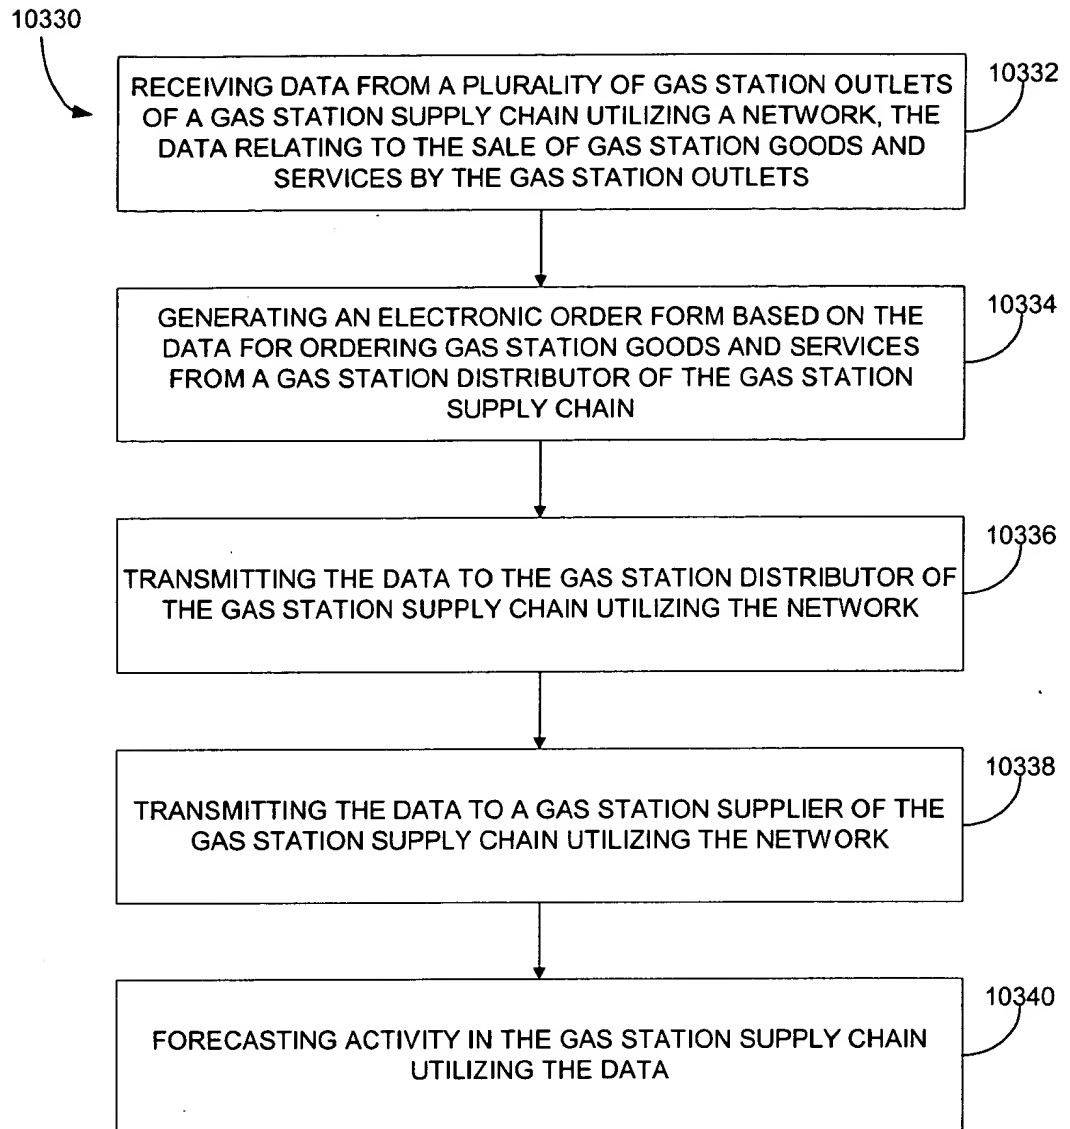 10330
RECEIVING DATA FROM A PLURALITY OF GAS STATION OUTLETS
OF A GAS STATION SUPPLY CHAIN UTILIZING A NETWORK, THE
DATA RELATING TO THE SALE OF GAS STATION GOODS AND
SERVICES BY THE GAS STATION OUTLETS
10332
GENERATING AN ELECTRONIC ORDER FORM BASED ON THE
DATA FOR ORDERING GAS STATION GOODS AND SERVICES
FROM A GAS STATION DISTRIBUTOR OF THE GAS STATION
SUPPLY CHAIN
10334
TRANSMITTING THE DATA TO THE GAS STATION DISTRIBUTOR OF
THE GAS STATION SUPPLY CHAIN UTILIZING THE NETWORK
10336
TRANSMITTING THE DATA TO A GAS STATION SUPPLIER OF THE
GAS STATION SUPPLY CHAIN UTILIZING THE NETWORK
10338
FORECASTING ACTIVITY IN THE GAS STATION SUPPLY CHAIN
UTILIZING THE DATA
10340